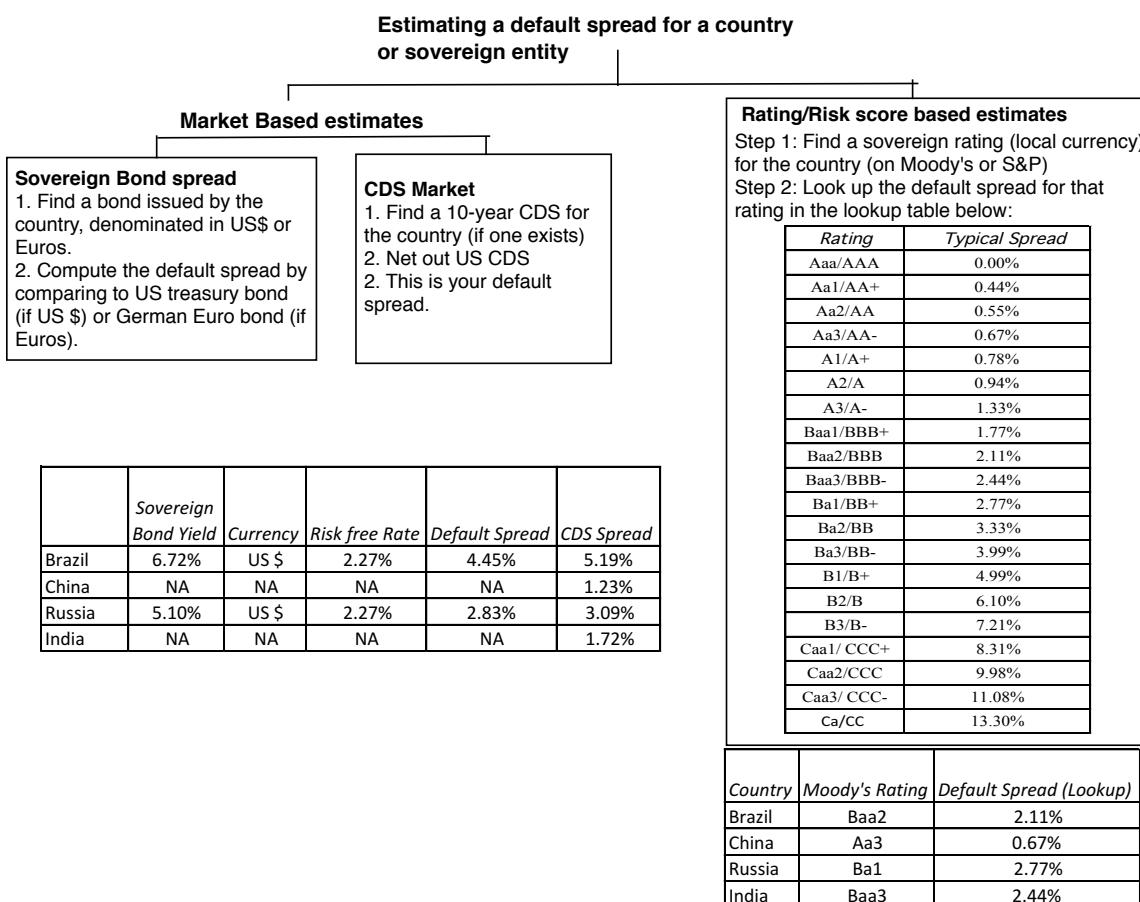 Estimating a default spread for a country
or sovereign entity
Market Based estimates
Sovereign Bond spread
1. Find a bond issued by the
country, denominated in US$ or
Euros.
2. Compute the default spread by
comparing to US treasury bond
(if US $) or German Euro bond (if
Euros).
CDS Market
1. Find a 10-year CDS for
the country (if one exists)
2. Net out US CDS
2. This is your default
spread.
Rating/Risk score based estimates
Step 1: Find a sovereign rating (local currency)
for the country (on Moody's or S&P)
Step 2: Look up the default spread for that
rating in the lookup table below:
Rating Typical Spread
Aaa/AAA 0.00%
Aa1/AA+ 0.44%
Aa2/AA 0.55%
Aa3/AA- 0.67%
A1/A+ 0.78%
A2/A 0.94%
A3/A- 1.33%
Baa1/BBB+ 1.77%
Baa2/BBB 2.11%
Baa3/BBB- 2.44%
Ba1/BB+ 2.77%
Ba2/BB 3.33%
Ba3/BB- 3.99%
B1/B+ 4.99%
B2/B 6.10%
B3/B- 7.21%
Caa1/ CCC+ 8.31%
Caa2/CCC 9.98%
Caa3/ CCC- 11.08%
Ca/CC 13.30%
Sovereign
Bond Yield Currency Risk free Rate Default Spread CDS Spread
Brazil 6.72% US $ 2.27% 4.45% 5.19%
China NA NA NA NA 1.23%
Russia 5.10% US $ 2.27% 2.83% 3.09%
India NA NA NA NA 1.72%
Country Moody's Rating Default Spread (Lookup)
Brazil Baa2 2.11%
China Aa3 0.67%
Russia Ba1 2.77%
India Baa3 2.44%